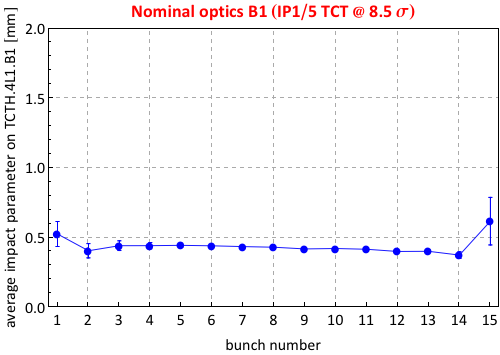 Nominal optics B1 (IP1/5 TCT @ 8.5 σ)
average impact parameter on TCTH.4L1.B1 [mm]
2.0
1.5
1.0
0.5
0.0
1 2 3 4 5 6 7 8 9 10 11 12 13 14 15
bunch number